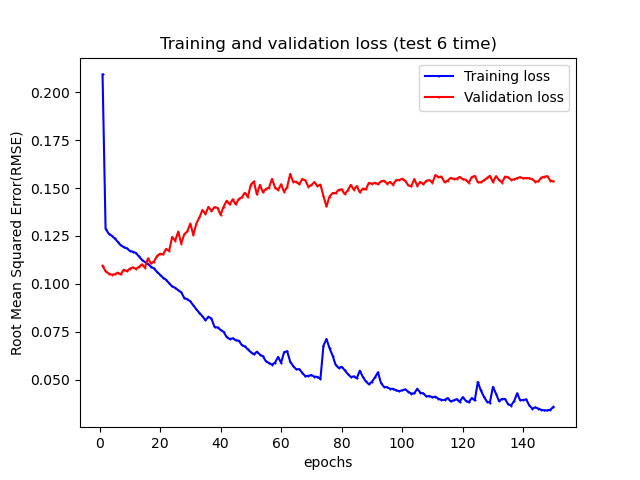 Training and validation loss (test 6 time)
Training loss
Validation loss
Root Mean Squared Error(RMSE)
0.200
0.175
0.150
0.125
0.100
0.075
0.050
0 20 40 60 80 100 120 140
epochs